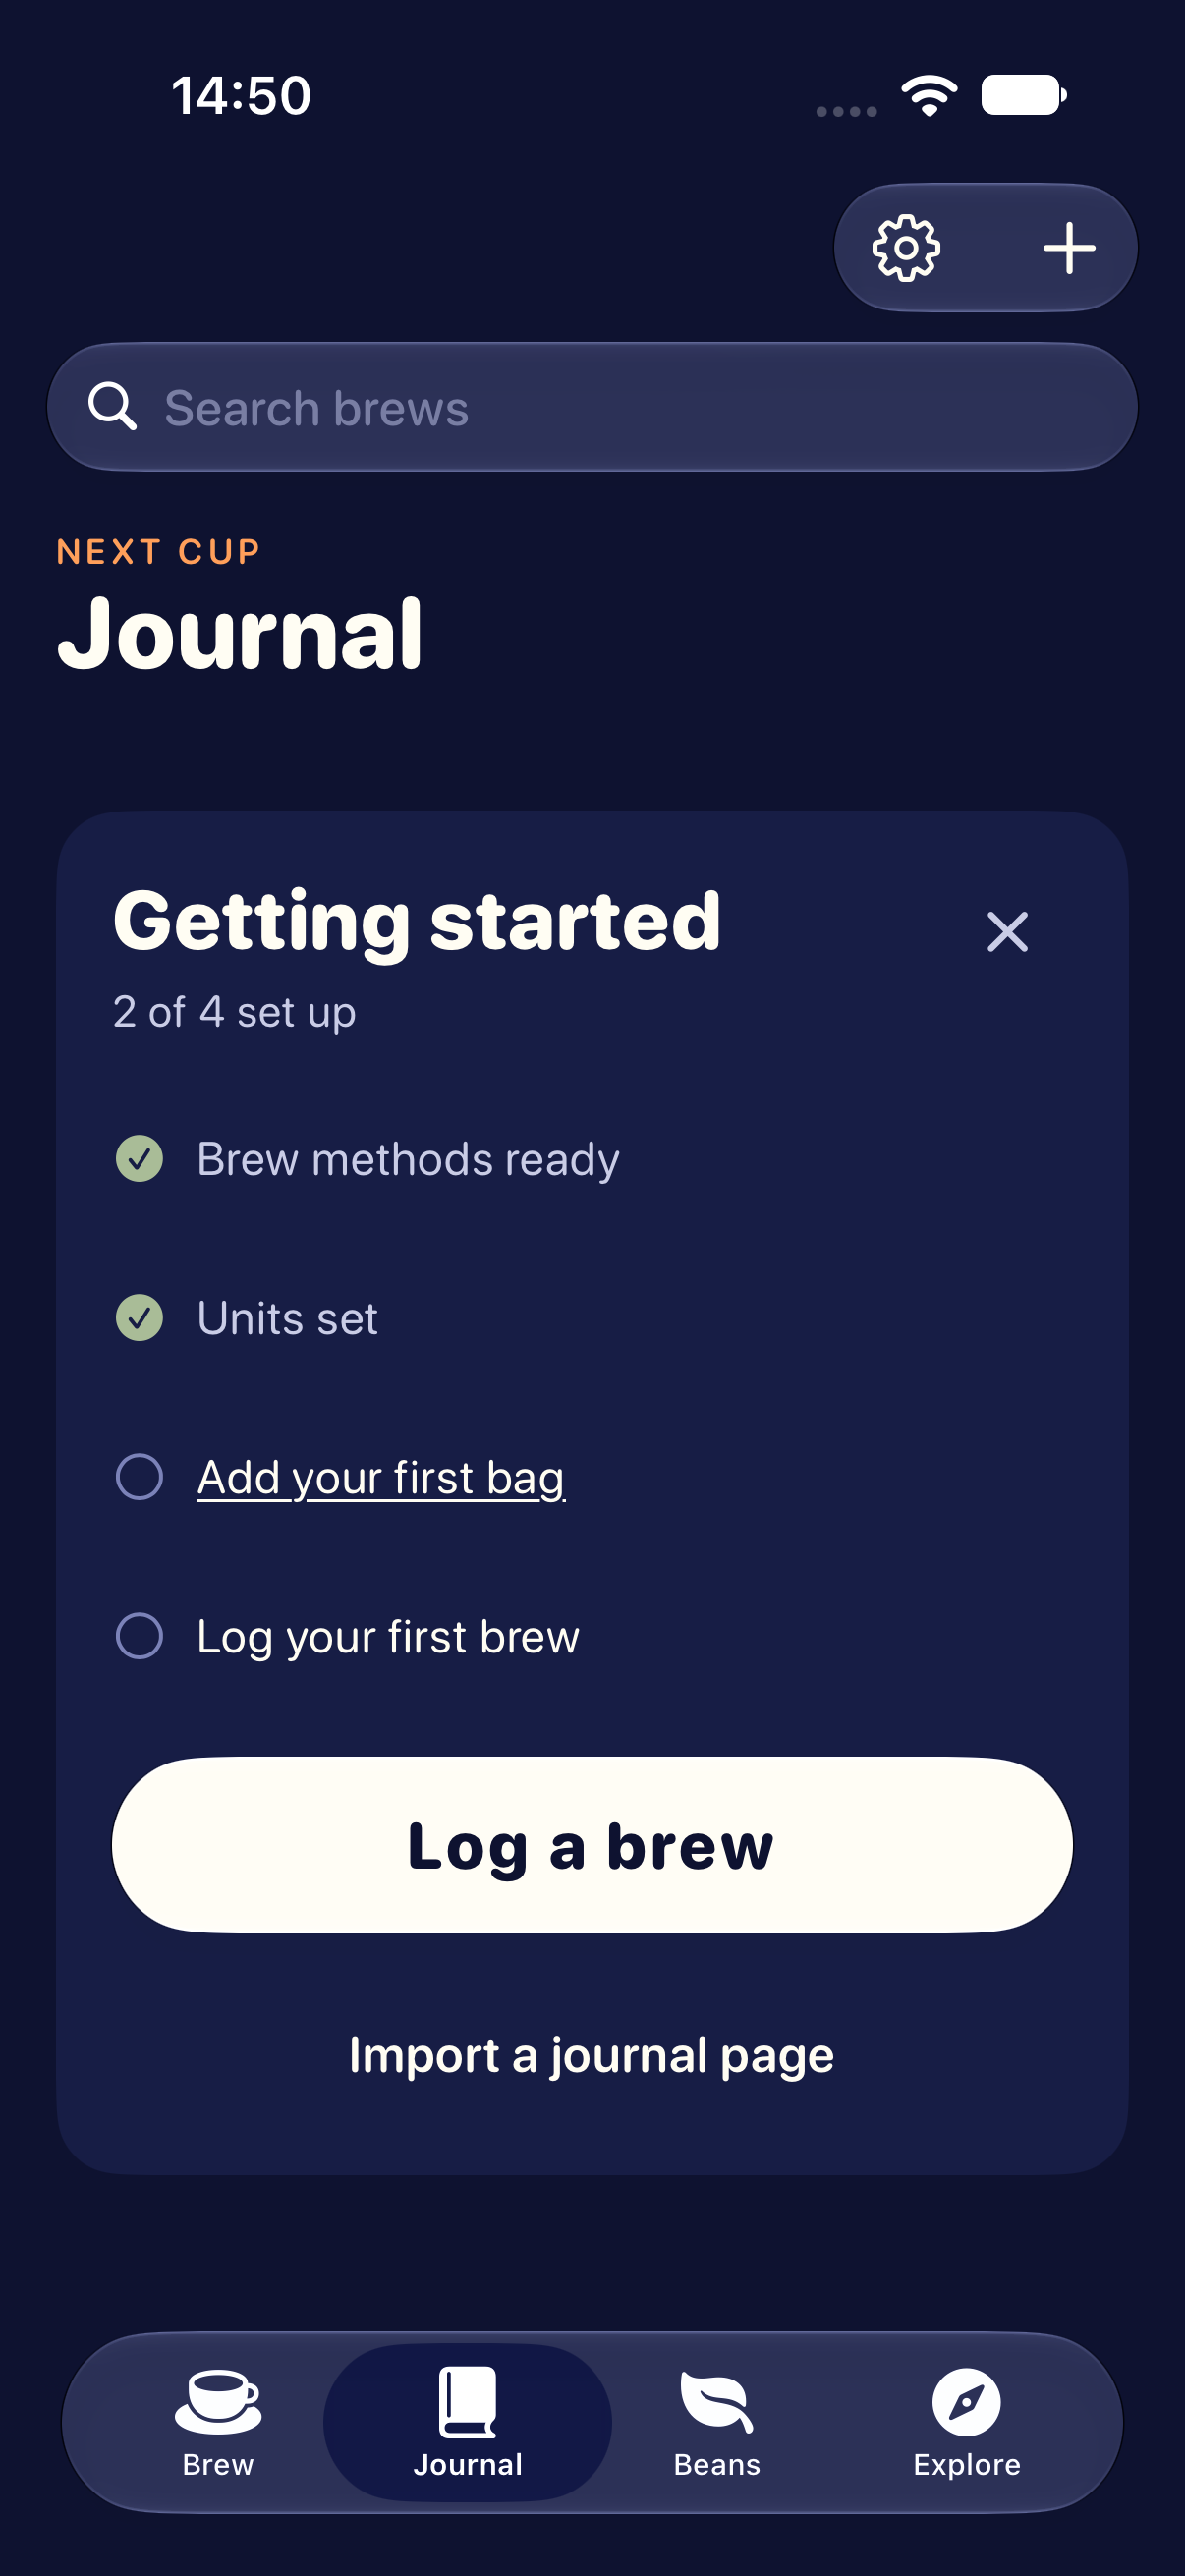 14:50
Search brews
NEXT CUP
Journal
Getting started
2 of 4 set up
Brew methods ready
Units set
Add your first bag
Log your first brew
Log a brew
Import a journal page
Brew
Journal
Beans
Explore